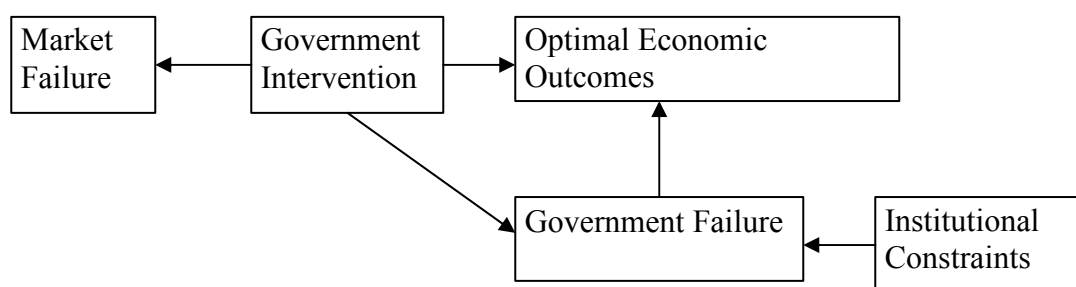 Market
Failure
Government
Intervention
Optimal Economic
Outcomes
Government Failure
Institutional
Constraints